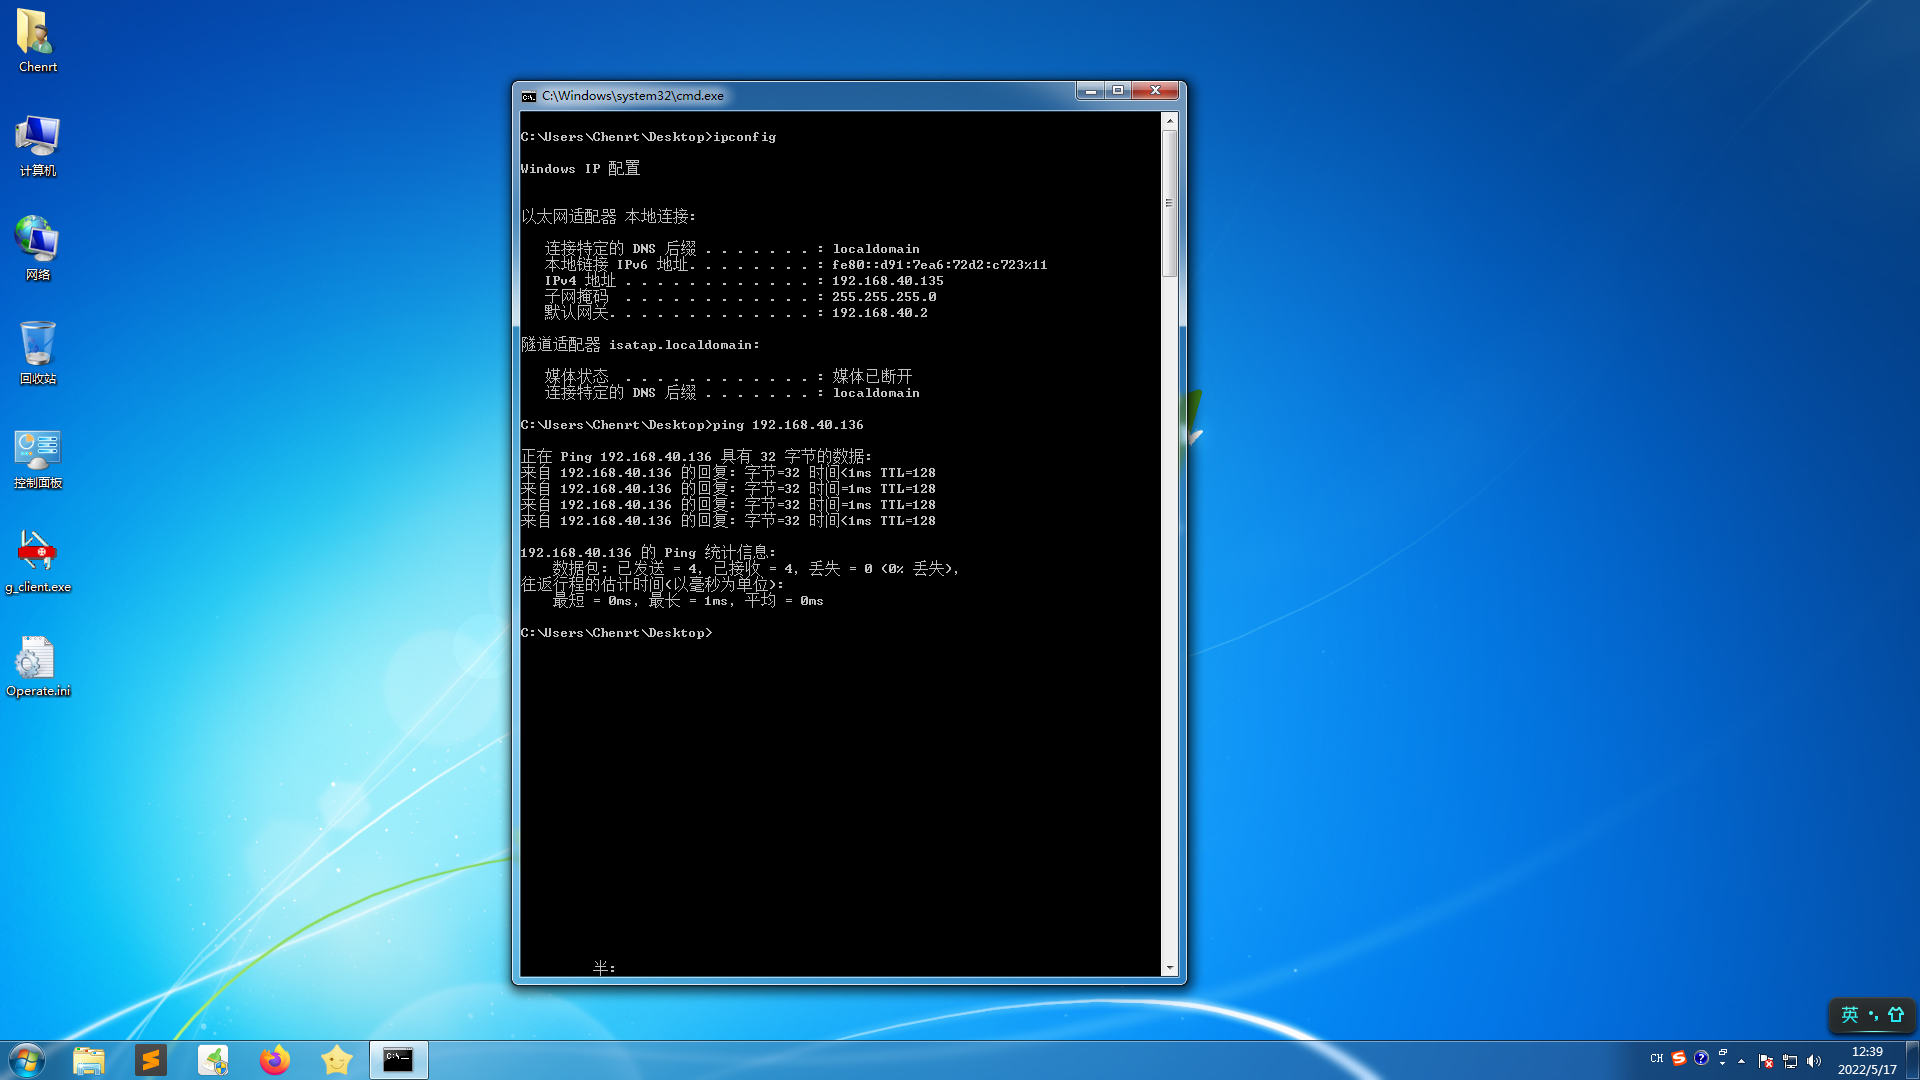 Chenrt
计算机
网络
回收站
控制面板
g_client.exe
Operate.ini
C:\Windows\system32\cmd.exe
C:\Users\Chenrt\Desktop>ipconfig
Windows IP 配置
以太网适配器 本地连接:
连接特定的 DNS 后缀 . . . . . . . : localdomain
本地链接 IPv6 地址. . . . . . . . : fe80::d91:7ea6:72d2:c723%11
IPv4 地址 . . . . . . . . . . . . : 192.168.40.135
子网掩码  . . . . . . . . . . . . : 255.255.255.0
默认网关. . . . . . . . . . . . . : 192.168.40.2
隧道适配器 isatap.localdomain:
媒体状态  . . . . . . . . . . . . : 媒体已断开
连接特定的 DNS 后缀 . . . . . . . : localdomain
C:\Users\Chenrt\Desktop>ping 192.168.40.136
正在 Ping 192.168.40.136 具有 32 字节的数据:
来自 192.168.40.136 的回复: 字节=32 时间<1ms TTL=128
来自 192.168.40.136 的回复: 字节=32 时间=1ms TTL=128
来自 192.168.40.136 的回复: 字节=32 时间=1ms TTL=128
来自 192.168.40.136 的回复: 字节=32 时间<1ms TTL=128
192.168.40.136 的 Ping 统计信息:
数据包: 已发送 = 4, 已接收 = 4, 丢失 = 0 (0% 丢失),
往返行程的估计时间(以毫秒为单位):
最短 = 0ms, 最长 = 1ms, 平均 = 0ms
C:\Users\Chenrt\Desktop>
半:
英
CH
12:39
2022/5/17